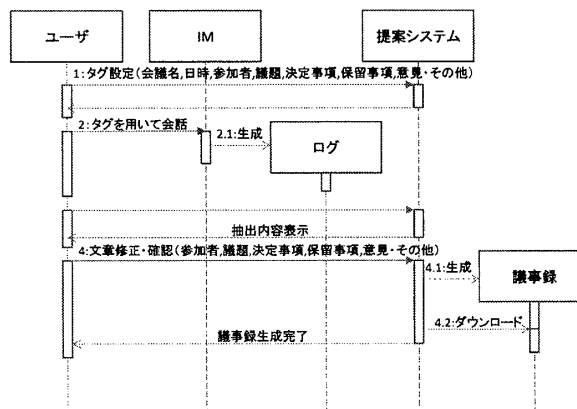 ユーザ
IM
提案システム
1:タグ設定(会議名,日時,参加者,議題,決定事項,保留事項,意見・その他)
2:タグを用いて会話
2.1:生成
ログ
抽出内容表示
4:文章修正・確認(参加者,議題,決定事項,保留事項,意見・その他)
4.1:生成
議事録
4.2:ダウンロード
議事録生成完了